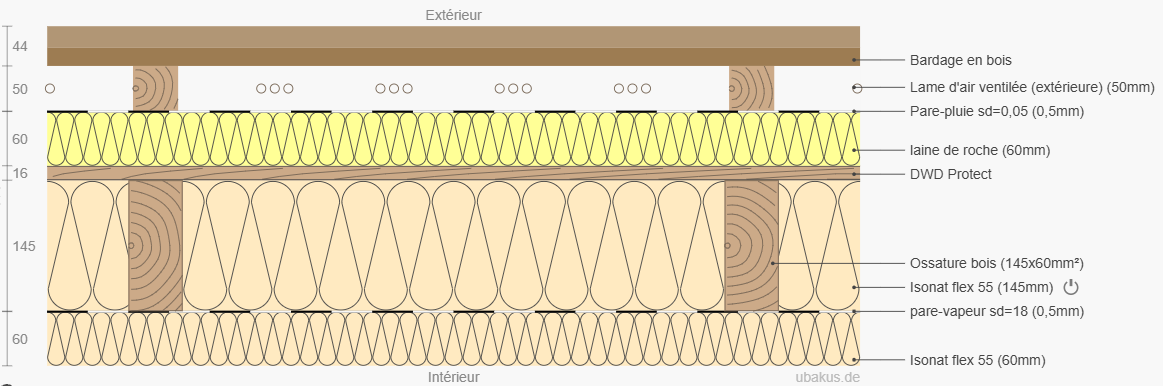 Extérieur
44
Bardage en bois
50
Lame d'air ventilée (extérieure) (50mm)
Pare-pluie sd=0,05 (0,5mm)
60
laine de roche (60mm)
16
DWD Protect
145
Ossature bois (145x60mm²)
Isonat flex 55 (145mm)
pare-vapeur sd=18 (0,5mm)
60
Isonat flex 55 (60mm)
Intérieur
ubakus.de